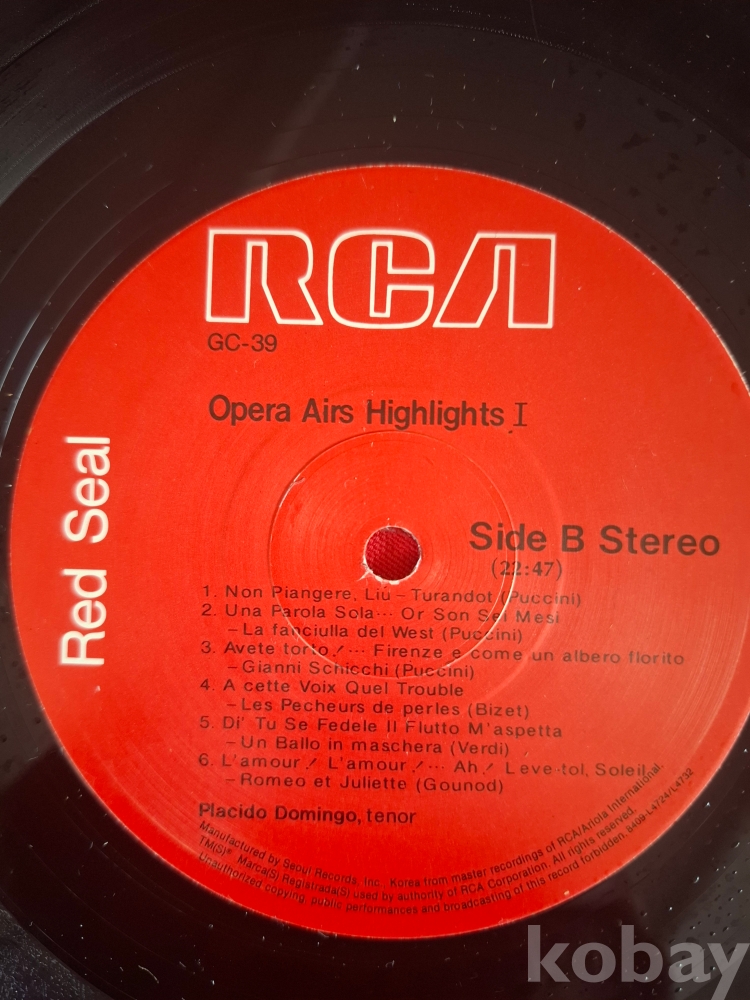 RCA
GC-39
Opera Airs Highlights I
Red Seal
Side B Stereo
(22:47)
1. Non Piangere, Liú – Turandot (Puccini)
2. Una Parola Sola··· Or Son Sei Mesi
– La fanciulla del West (Puccini)
3. Avete torto! ··· Firenze e come un albero florito
– Gianni Schicchi (Puccini)
4. A cette Voix Quel Trouble
– Les Pecheurs de perles (Bizet)
5. Di' Tu Se Fedele Il Flutto M'aspetta
– Un Ballo in maschera (Verdi)
6. L'amour! L'amour! ··· Ah! Leve-tol, Soleil
– Romeo et Juliette (Gounod)
Placido Domingo, tenor
Manufactured by Seoul Records, Inc., Korea from master recordings of RCA/Ariola International.
TM(S)® Marca(S) Registrada(S) used by authority of RCA Corporation. All rights reserved.
Unauthorized copying, public performances and broadcasting of this record forbidden. 8409-L4724/L4732
kobay